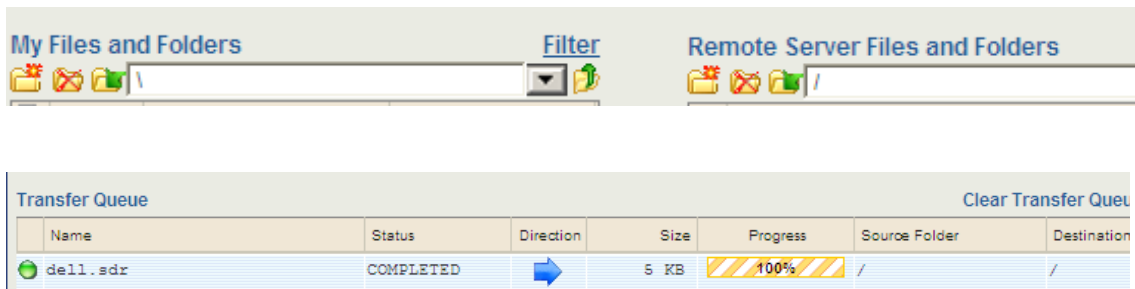 My Files and Folders Filter Remote Server Files and Folders
\ /
Transfer Queue Clear Transfer Queu
Name Status Direction Size Progress Source Folder Destination
dell.sdr COMPLETED 5 KB 100% / /